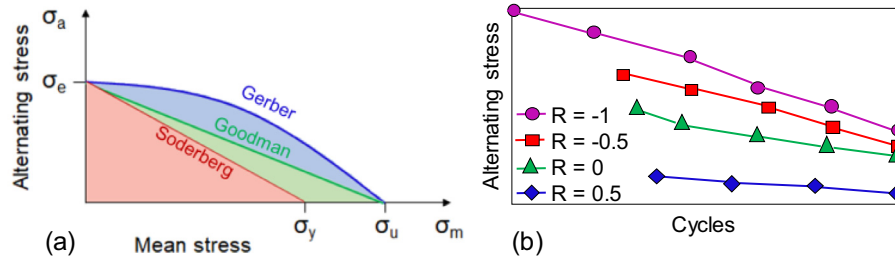 σa
Alternating stress
σe
Gerber
Goodman
Soderberg
σy
σu
σm
Mean stress
(a)
Alternating stress
R = -1
R = -0.5
R = 0
R = 0.5
Cycles
(b)